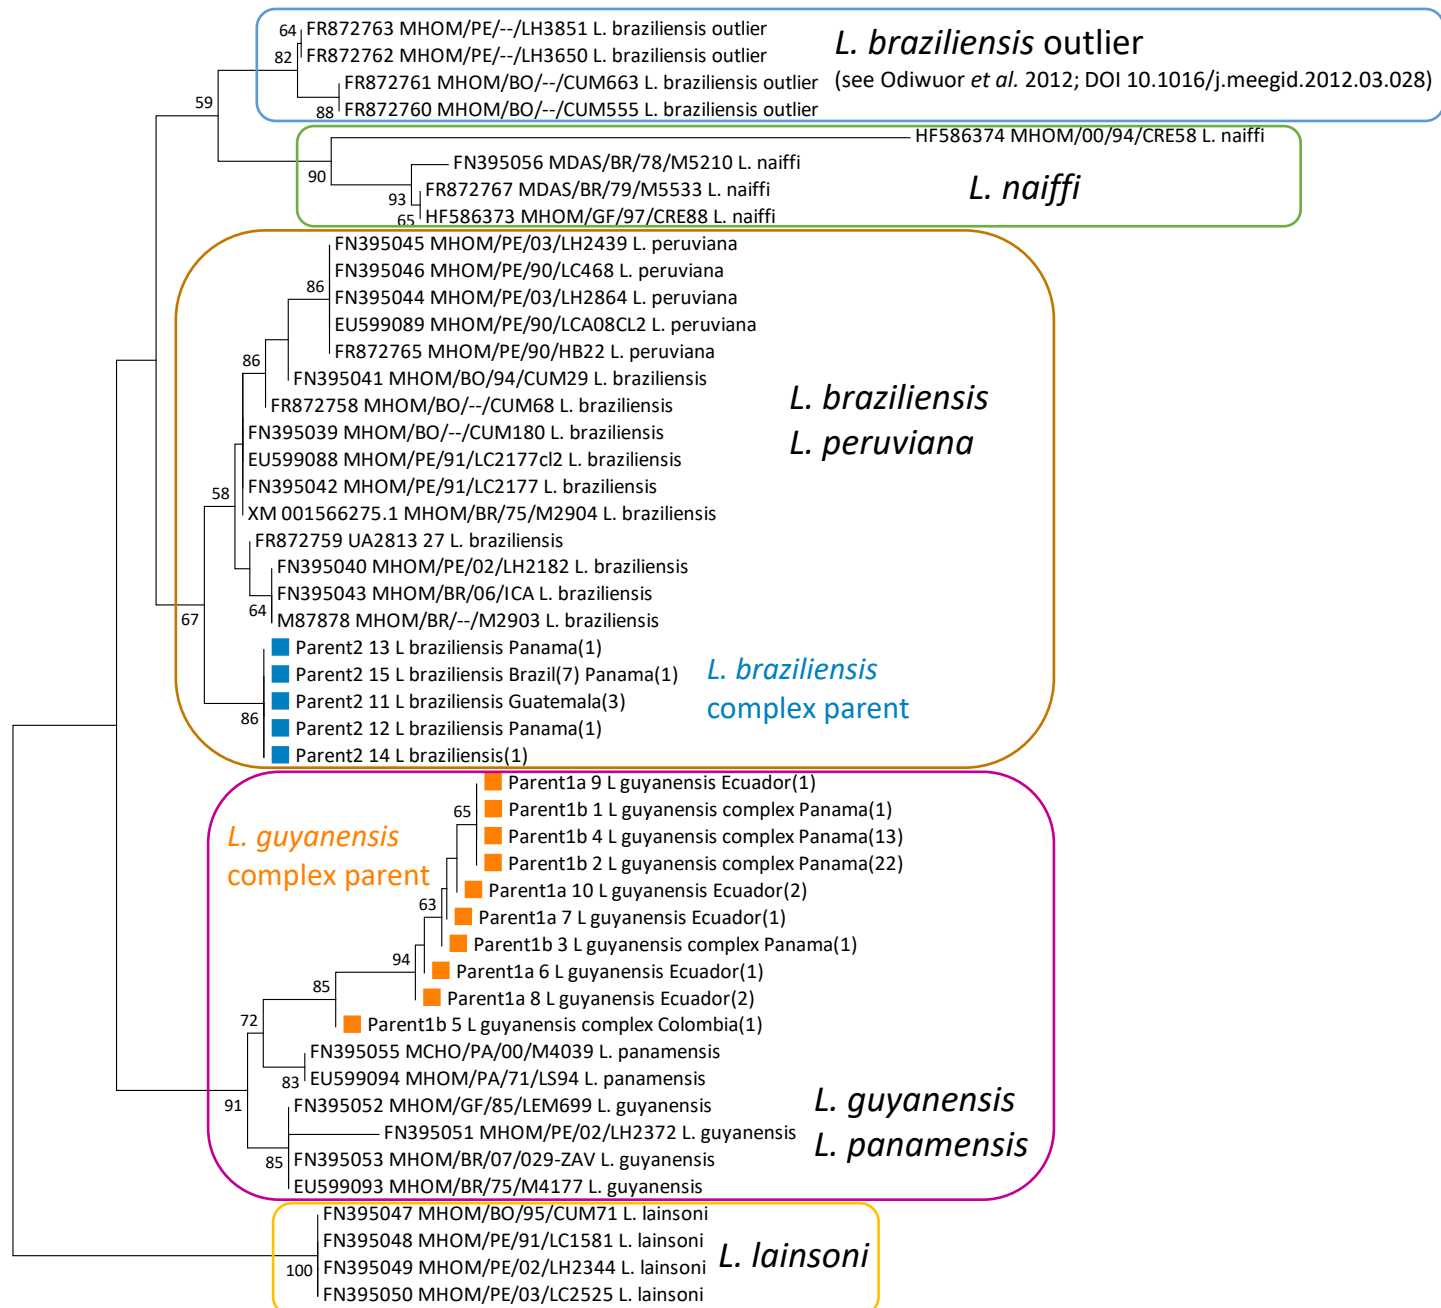 64
FR872763 MHOM/PE/--/LH3851 L. braziliensis outlier
82
FR872762 MHOM/PE/--/LH3650 L. braziliensis outlier
FR872761 MHOM/BO/--/CUM663 L. braziliensis outlier
88
FR872760 MHOM/BO/--/CUM555 L. braziliensis outlier
L. braziliensis outlier
(see Odiwuor et al. 2012; DOI 10.1016/j.meegid.2012.03.028)
59
HF586374 MHOM/00/94/CRE58 L. naiffi
90
FN395056 MDAS/BR/78/M5210 L. naiffi
93
FR872767 MDAS/BR/79/M5533 L. naiffi
65
HF586373 MHOM/GF/97/CRE88 L. naiffi
L. naiffi
FN395045 MHOM/PE/03/LH2439 L. peruviana
FN395046 MHOM/PE/90/LC468 L. peruviana
86
FN395044 MHOM/PE/03/LH2864 L. peruviana
EU599089 MHOM/PE/90/LCA08CL2 L. peruviana
FR872765 MHOM/PE/90/HB22 L. peruviana
86
FN395041 MHOM/BO/94/CUM29 L. braziliensis
FR872758 MHOM/BO/--/CUM68 L. braziliensis
FN395039 MHOM/BO/--/CUM180 L. braziliensis
EU599088 MHOM/PE/91/LC2177cl2 L. braziliensis
58
FN395042 MHOM/PE/91/LC2177 L. braziliensis
XM 001566275.1 MHOM/BR/75/M2904 L. braziliensis
FR872759 UA2813 27 L. braziliensis
FN395040 MHOM/PE/02/LH2182 L. braziliensis
FN395043 MHOM/BR/06/ICA L. braziliensis
64
M87878 MHOM/BR/--/M2903 L. braziliensis
67
L. braziliensis
L. peruviana
Parent2 13 L braziliensis Panama(1)
Parent2 15 L braziliensis Brazil(7) Panama(1)
Parent2 11 L braziliensis Guatemala(3)
86
Parent2 12 L braziliensis Panama(1)
Parent2 14 L braziliensis(1)
L. braziliensis
complex parent
Parent1a 9 L guyanensis Ecuador(1)
65
Parent1b 1 L guyanensis complex Panama(1)
Parent1b 4 L guyanensis complex Panama(13)
Parent1b 2 L guyanensis complex Panama(22)
Parent1a 10 L guyanensis Ecuador(2)
63
Parent1a 7 L guyanensis Ecuador(1)
Parent1b 3 L guyanensis complex Panama(1)
94
Parent1a 6 L guyanensis Ecuador(1)
85
Parent1a 8 L guyanensis Ecuador(2)
72
Parent1b 5 L guyanensis complex Colombia(1)
L. guyanensis
complex parent
FN395055 MCHO/PA/00/M4039 L. panamensis
83
EU599094 MHOM/PA/71/LS94 L. panamensis
91
FN395052 MHOM/GF/85/LEM699 L. guyanensis
FN395051 MHOM/PE/02/LH2372 L. guyanensis
85
FN395053 MHOM/BR/07/029-ZAV L. guyanensis
EU599093 MHOM/BR/75/M4177 L. guyanensis
L. guyanensis
L. panamensis
FN395047 MHOM/BO/95/CUM71 L. lainsoni
FN395048 MHOM/PE/91/LC1581 L. lainsoni
100
FN395049 MHOM/PE/02/LH2344 L. lainsoni
FN395050 MHOM/PE/03/LC2525 L. lainsoni
L. lainsoni